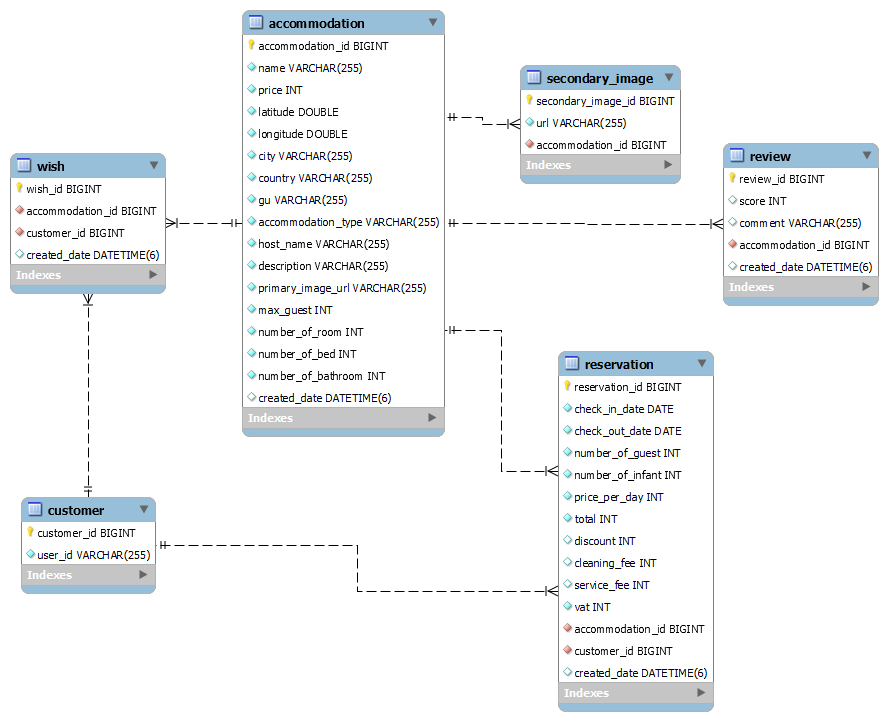 accommodation
accommodation_id BIGINT
name VARCHAR(255)
price INT
latitude DOUBLE
longitude DOUBLE
city VARCHAR(255)
country VARCHAR(255)
gu VARCHAR(255)
accommodation_type VARCHAR(255)
host_name VARCHAR(255)
description VARCHAR(255)
primary_image_url VARCHAR(255)
max_guest INT
number_of_room INT
number_of_bed INT
number_of_bathroom INT
created_date DATETIME(6)
Indexes
secondary_image
secondary_image_id BIGINT
url VARCHAR(255)
accommodation_id BIGINT
Indexes
review
review_id BIGINT
score INT
comment VARCHAR(255)
accommodation_id BIGINT
created_date DATETIME(6)
Indexes
wish
wish_id BIGINT
accommodation_id BIGINT
customer_id BIGINT
created_date DATETIME(6)
Indexes
reservation
reservation_id BIGINT
check_in_date DATE
check_out_date DATE
number_of_guest INT
number_of_infant INT
price_per_day INT
total INT
discount INT
cleaning_fee INT
service_fee INT
vat INT
accommodation_id BIGINT
customer_id BIGINT
created_date DATETIME(6)
Indexes
customer
customer_id BIGINT
user_id VARCHAR(255)
Indexes